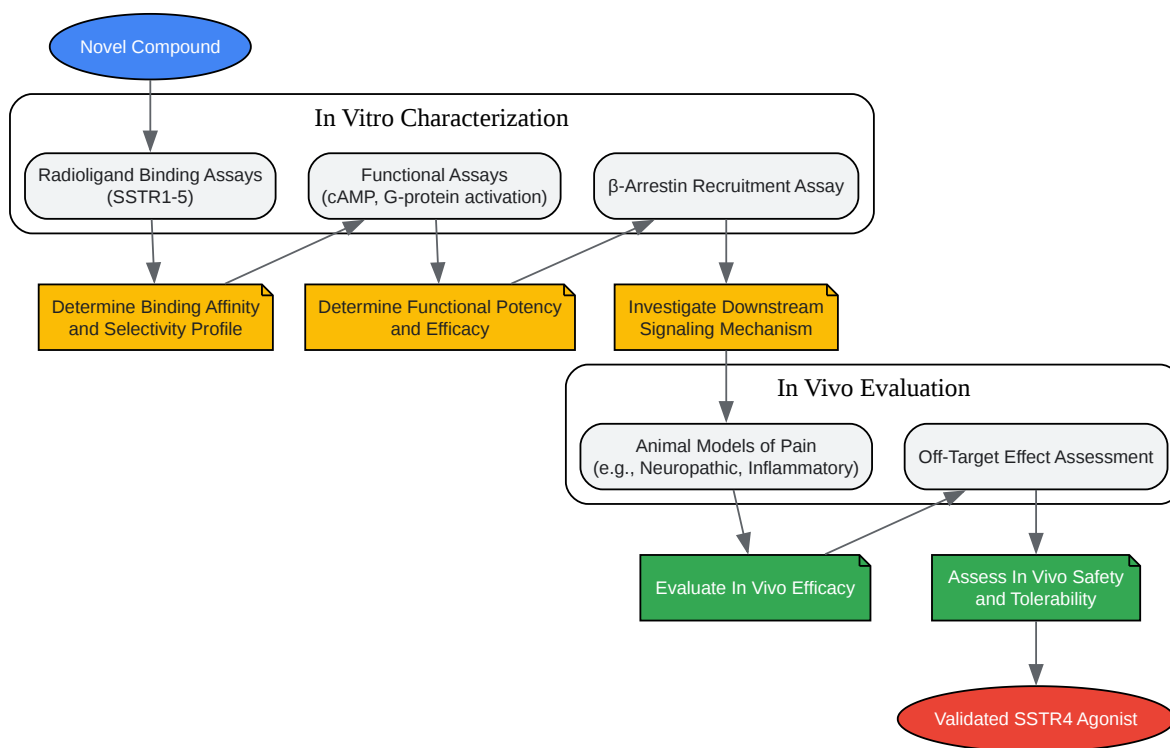 Novel Compound
In Vitro Characterization
Radioligand Binding Assays
(SSTR1-5)
Functional Assays
(cAMP, G-protein activation)
β-Arrestin Recruitment Assay
Determine Binding Affinity
and Selectivity Profile
Determine Functional Potency
and Efficacy
Investigate Downstream
Signaling Mechanism
In Vivo Evaluation
Animal Models of Pain
(e.g., Neuropathic, Inflammatory)
Off-Target Effect Assessment
Evaluate In Vivo Efficacy
Assess In Vivo Safety
and Tolerability
Validated SSTR4 Agonist